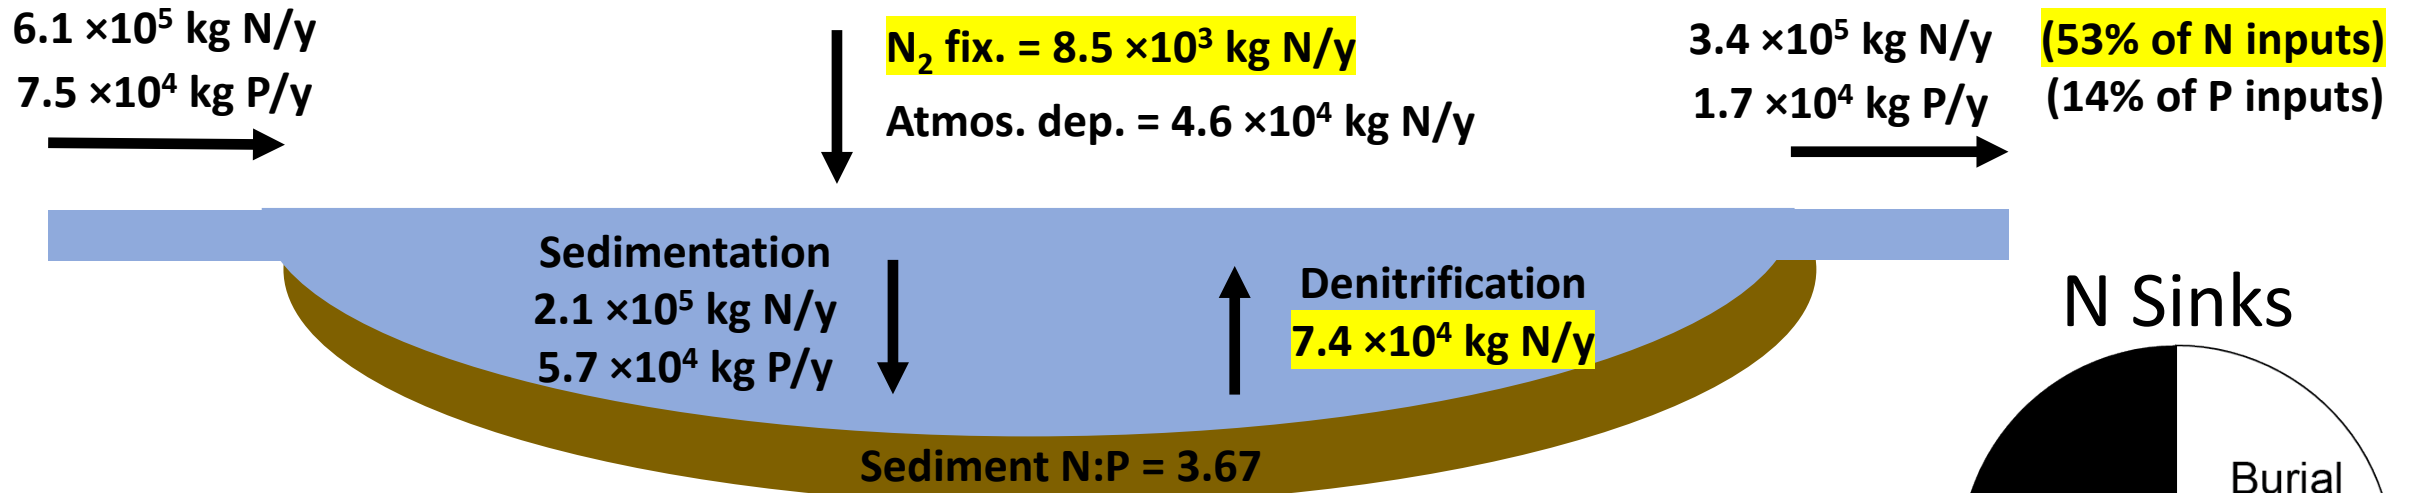 6.1 ×10⁵ kg N/y
7.5 ×10⁴ kg P/y
N₂ fix. = 8.5 ×10³ kg N/y
Atmos. dep. = 4.6 ×10⁴ kg N/y
3.4 ×10⁵ kg N/y (53% of N inputs)
1.7 ×10⁴ kg P/y (14% of P inputs)
Sedimentation
2.1 ×10⁵ kg N/y
5.7 ×10⁴ kg P/y
Denitrification
7.4 ×10⁴ kg N/y
Sediment N:P = 3.67
N Sinks
Burial